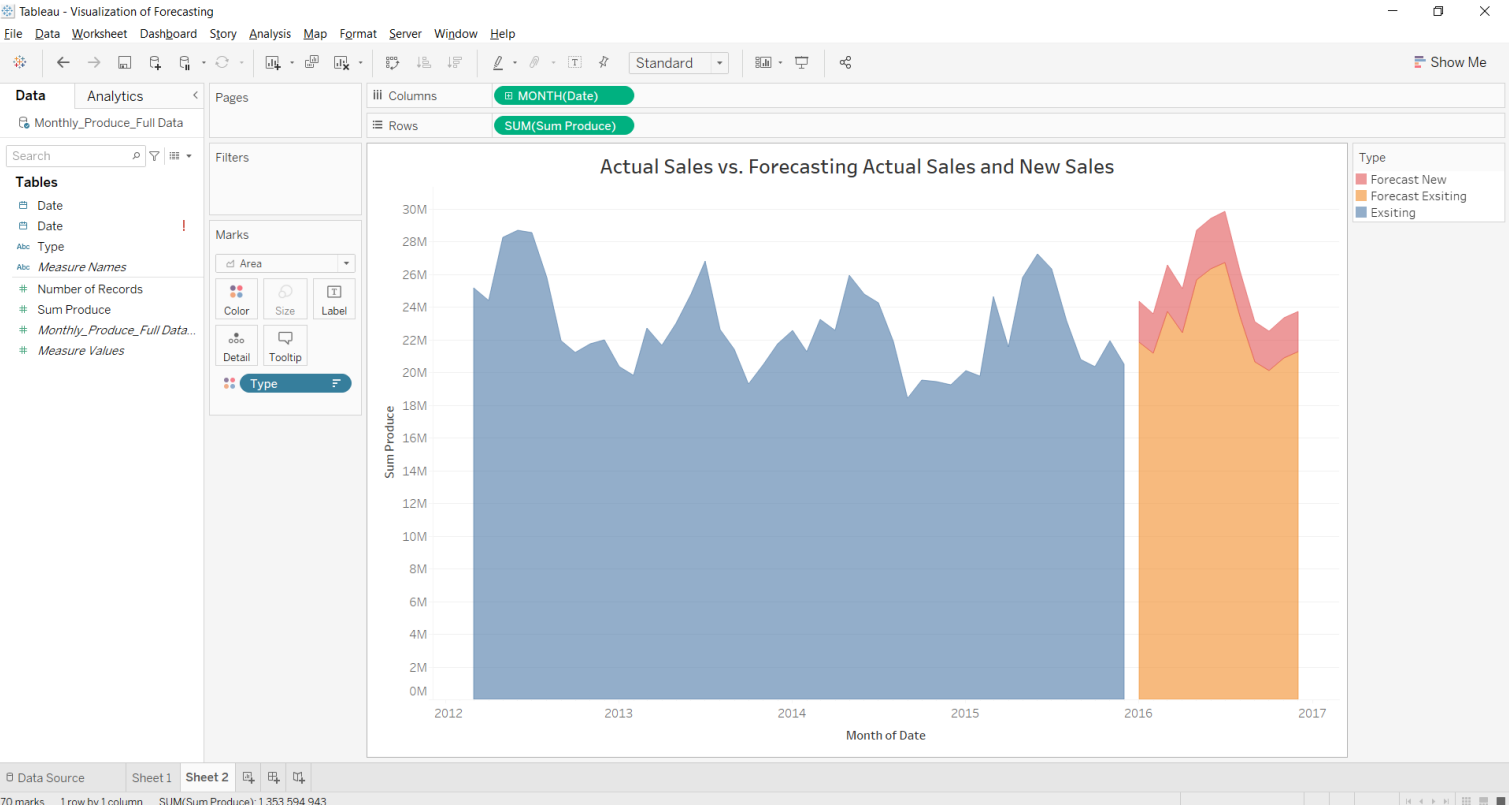 Tableau - Visualization of Forecasting
File Data Worksheet Dashboard Story Analysis Map Format Server Window Help
Standard
Show Me
Data Analytics
Monthly_Produce_Full Data
Search
Tables
Date
Date !
Abc Type
Abc Measure Names
# Number of Records
# Sum Produce
# Monthly_Produce_Full Data...
# Measure Values
Pages
Filters
Marks
Area
Color Size Label
Detail Tooltip
Type
Columns MONTH(Date)
Rows SUM(Sum Produce)
Actual Sales vs. Forecasting Actual Sales and New Sales
30M
28M
26M
24M
22M
20M
18M
16M
14M
12M
10M
8M
6M
4M
2M
0M
Sum Produce
2012 2013 2014 2015 2016 2017
Month of Date
Type
Forecast New
Forecast Exsiting
Exsiting
Data Source Sheet 1 Sheet 2
70 marks 1 row by 1 column SUM(Sum Produce): 1 353 594 943